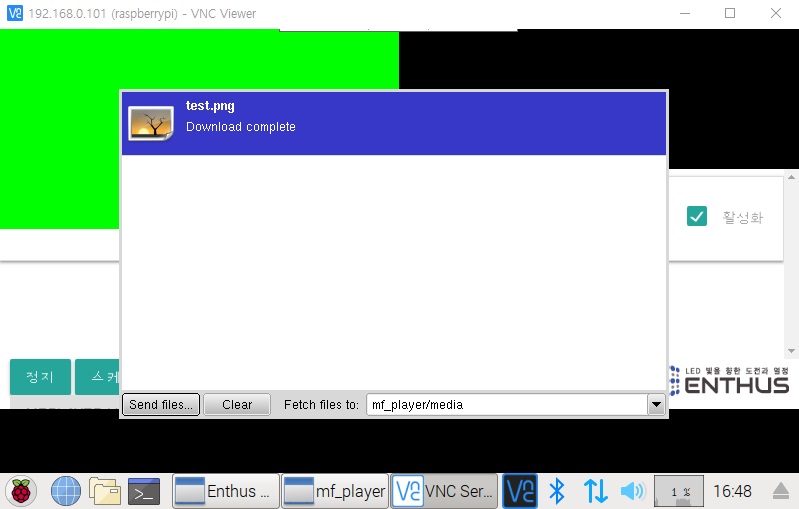 192.168.0.101 (raspberrypi) - VNC Viewer
test.png
Download complete
활성화
정지
스케
LED 빛을 향한 도전과 열정
ENTHUS
Send files...
Clear
Fetch files to:
mf_player/media
Enthus ...
mf_player
VNC Ser...
1 %
16:48